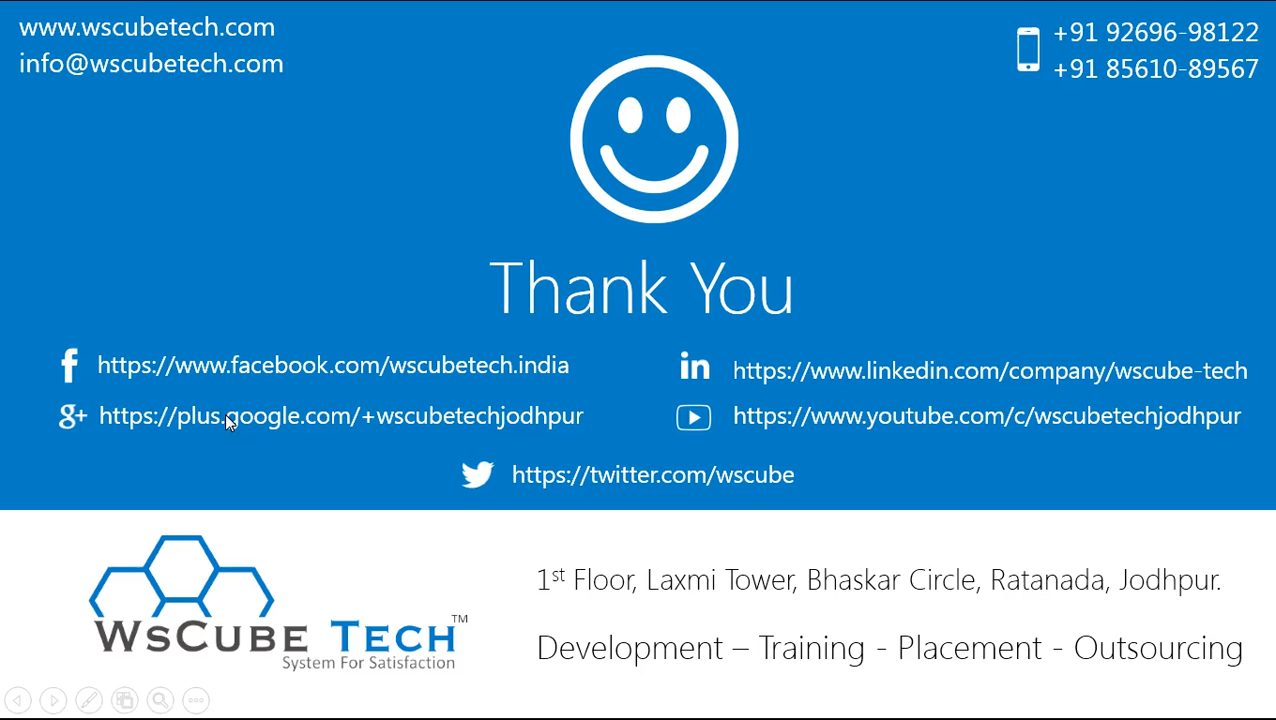 www.wscubetech.com
info@wscubetech.com
+91 92696-98122
+91 85610-89567
Thank You
https://www.facebook.com/wscubetech.india
https://www.linkedin.com/company/wscube-tech
https://plus.google.com/+wscubetechjodhpur
https://www.youtube.com/c/wscubetechjodhpur
https://twitter.com/wscube
WSCUBE TECH™
System For Satisfaction
1st Floor, Laxmi Tower, Bhaskar Circle, Ratanada, Jodhpur.
Development – Training - Placement - Outsourcing